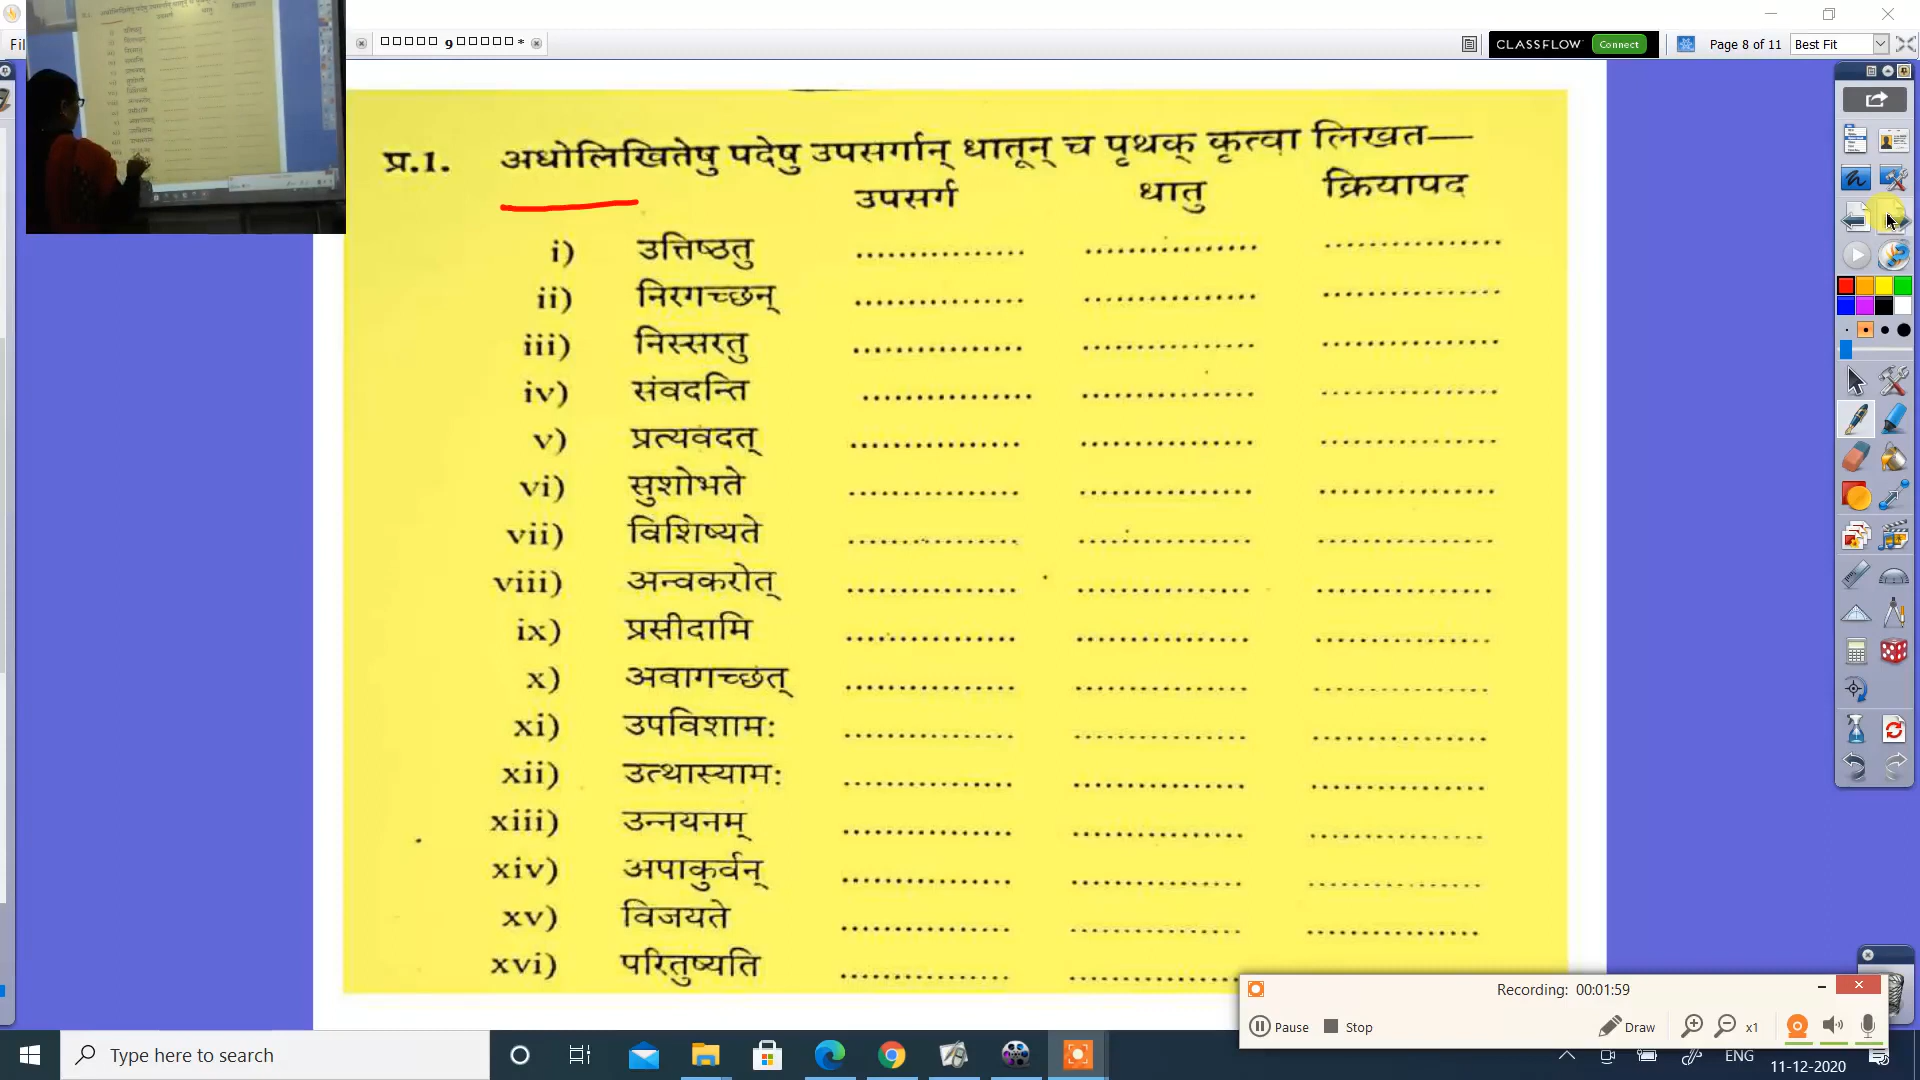 Fil
9 *
CLASSFLOW Connect
Page 8 of 11
Best Fit
प्र.1. अधोलिखितेषु पदेषु उपसर्गान् धातून् च पृथक् कृत्वा लिखत—
उपसर्ग धातु क्रियापद
i) उत्तिष्ठतु ............... ............... ...............
ii) निरगच्छन् ............... ............... ...............
iii) निस्सरतु ............... ............... ...............
iv) संवदन्ति ............... ............... ...............
v) प्रत्यवदत् ............... ............... ...............
vi) सुशोभते ............... ............... ...............
vii) विशिष्यते ............... ............... ...............
viii) अन्वकरोत् ............... ............... ...............
ix) प्रसीदामि ............... ............... ...............
x) अवागच्छत् ............... ............... ...............
xi) उपविशामः ............... ............... ...............
xii) उत्थास्यामः ............... ............... ...............
xiii) उन्नयनम् ............... ............... ...............
xiv) अपाकुर्वन् ............... ............... ...............
xv) विजयते ............... ............... ...............
xvi) परितुष्यति ............... ...............
Recording: 00:01:59
Pause Stop Draw x1
Type here to search
ENG
11-12-2020